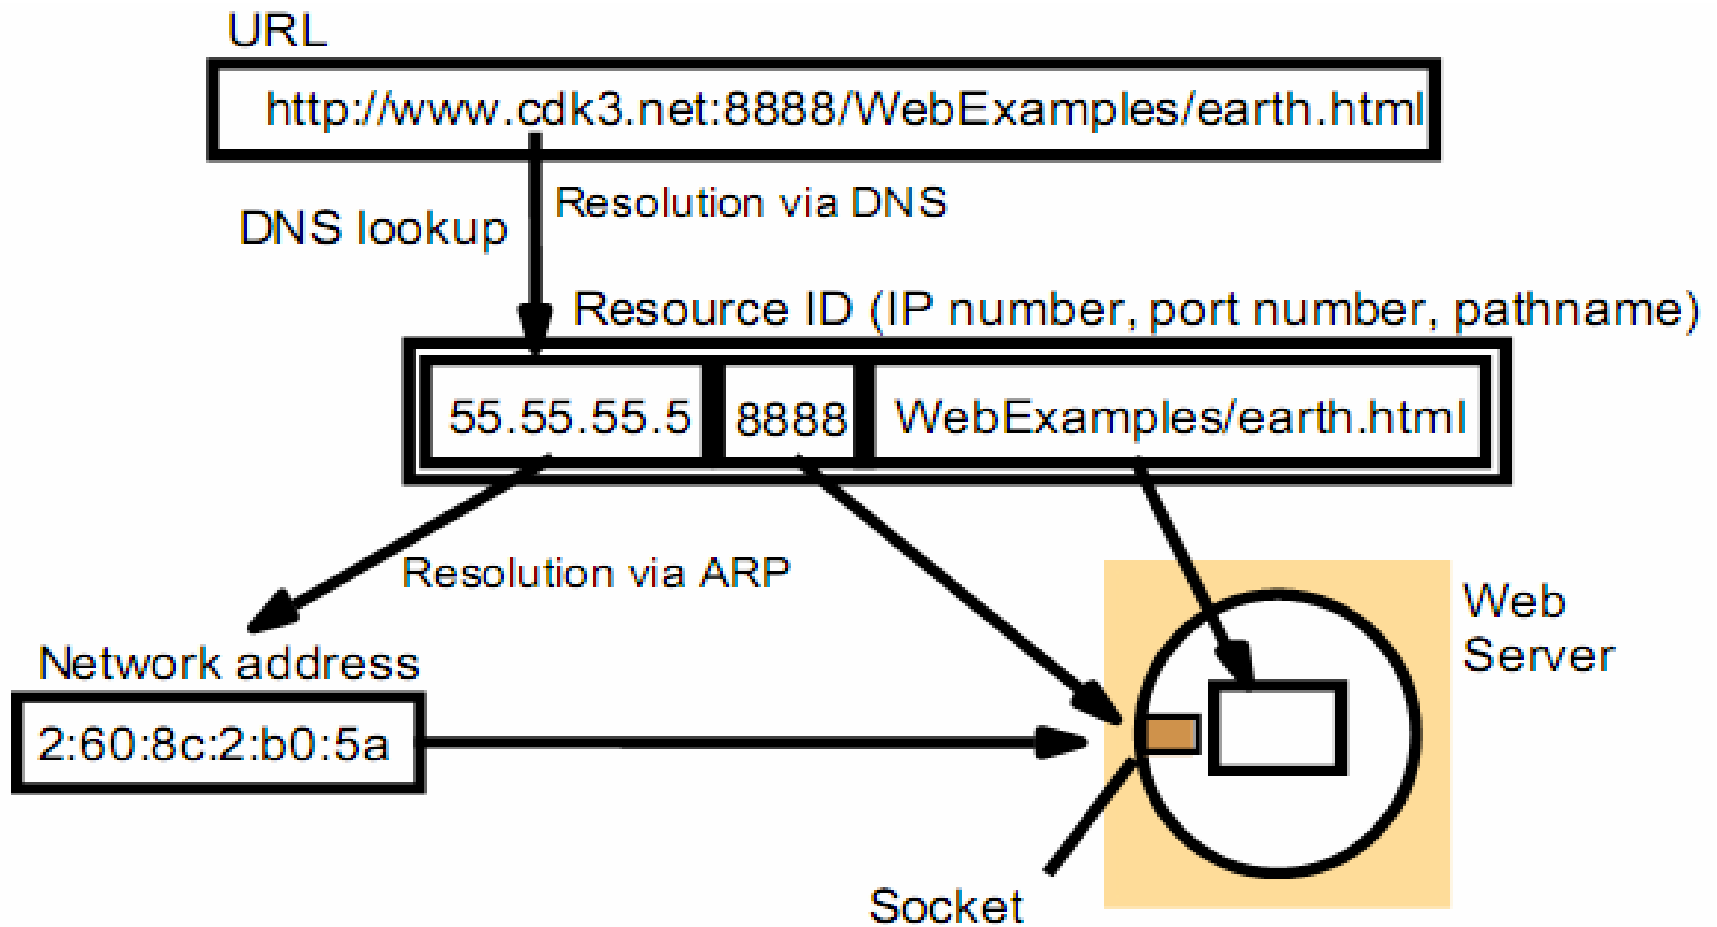 URL
http://www.cdk3.net:8888/WebExamples/earth.html
DNS lookup
Resolution via DNS
Resource ID (IP number, port number, pathname)
55.55.55.5
8888
WebExamples/earth.html
Resolution via ARP
Network address
2:60:8c:2:b0:5a
Web
Server
Socket